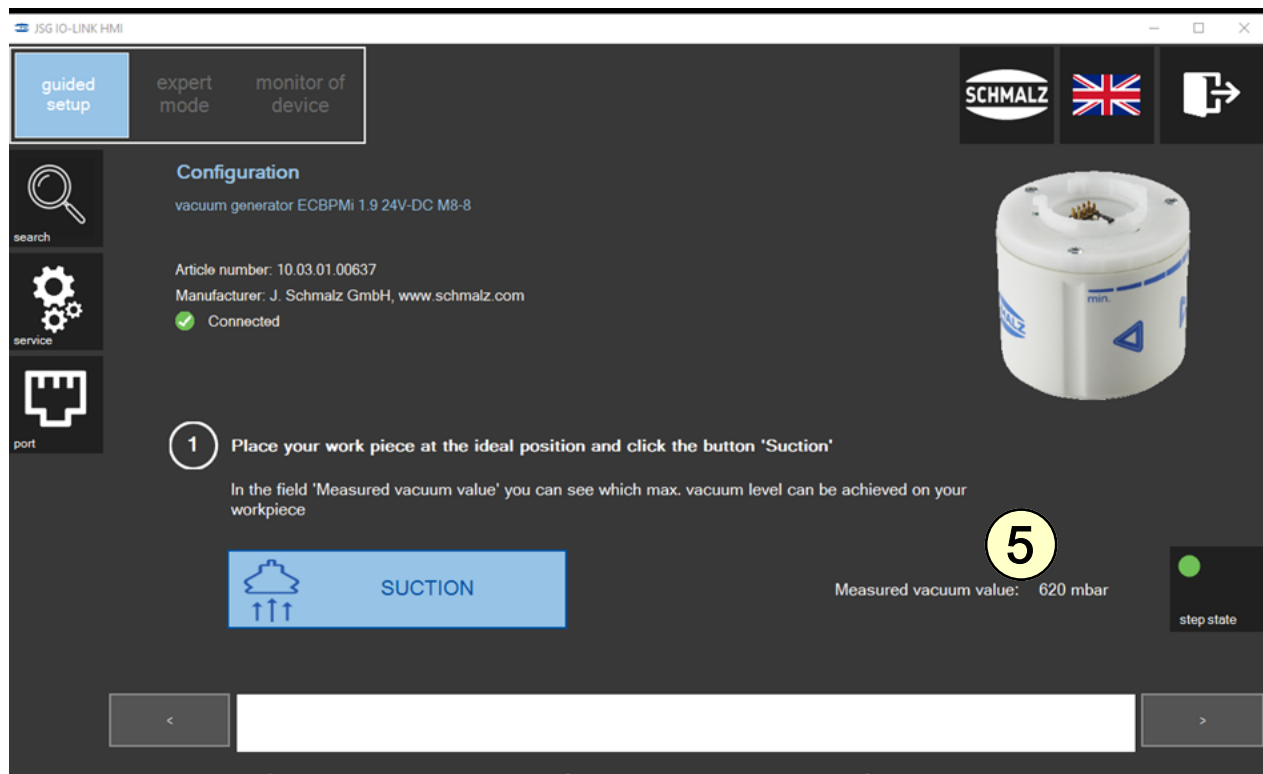 JSG IO-LINK HMI
guided setup
expert mode
monitor of device
SCHMALZ
search
Configuration
vacuum generator ECBPMi 1.9 24V-DC M8-8
Article number: 10.03.01.00637
Manufacturer: J. Schmalz GmbH, www.schmalz.com
Connected
min.
service
port
1
Place your work piece at the ideal position and click the button 'Suction'
In the field 'Measured vacuum value' you can see which max. vacuum level can be achieved on your
workpiece
5
SUCTION
Measured vacuum value: 620 mbar
step state
<
>